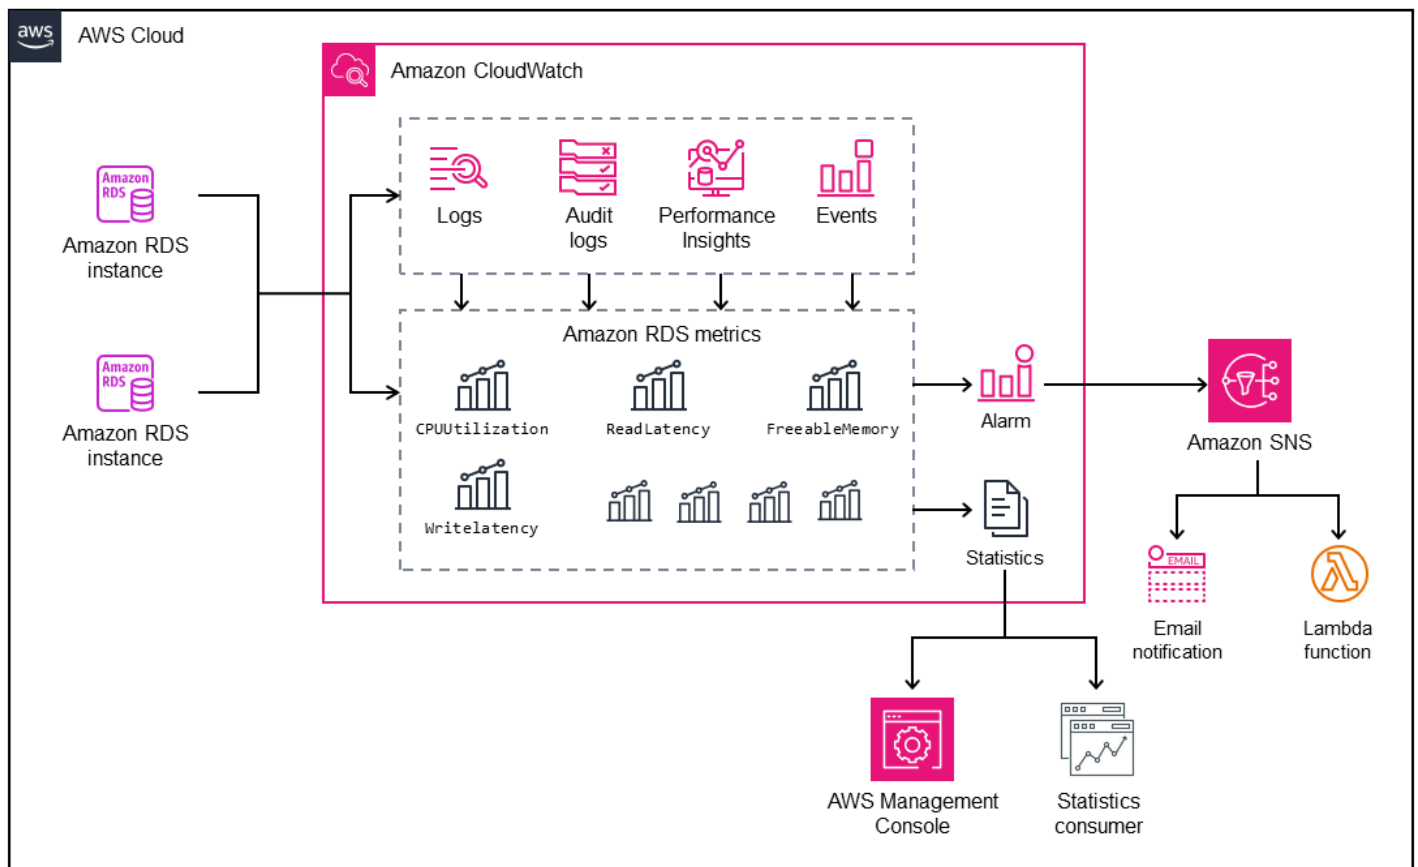 aws
AWS Cloud
Amazon CloudWatch
Amazon
RDS
Amazon RDS
instance
Amazon
RDS
Amazon RDS
instance
Logs
Audit
logs
Performance
Insights
Events
Amazon RDS metrics
CPUUtilization
ReadLatency
FreeableMemory
Writelatency
Alarm
Statistics
Amazon SNS
EMAIL
Email
notification
Lambda
function
AWS Management
Console
Statistics
consumer